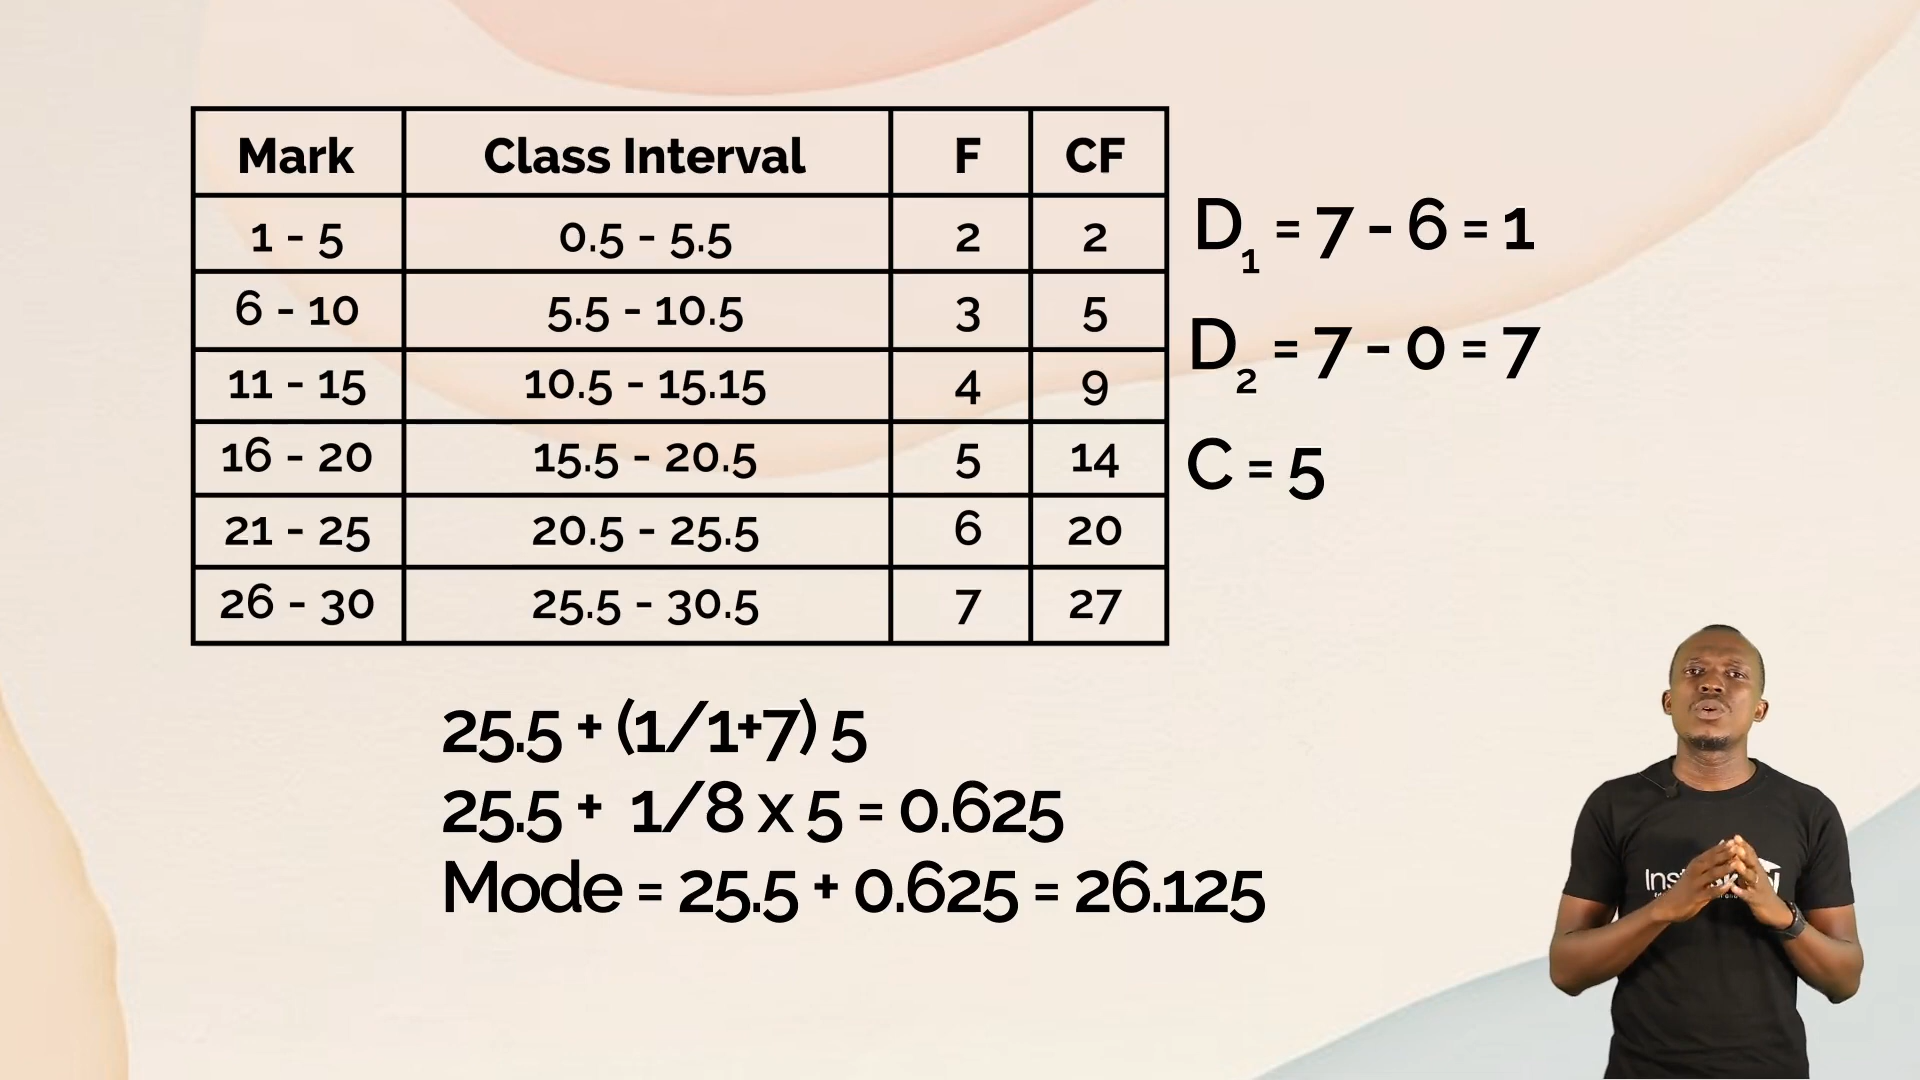 Mark Class Interval F CF
1 - 5 0.5 - 5.5 2 2
6 - 10 5.5 - 10.5 3 5
11 - 15 10.5 - 15.15 4 9
16 - 20 15.5 - 20.5 5 14
21 - 25 20.5 - 25.5 6 20
26 - 30 25.5 - 30.5 7 27
D₁ = 7 - 6 = 1
D₂ = 7 - 0 = 7
C = 5
25.5 + (1/1+7) 5
25.5 + 1/8 x 5 = 0.625
Mode = 25.5 + 0.625 = 26.125